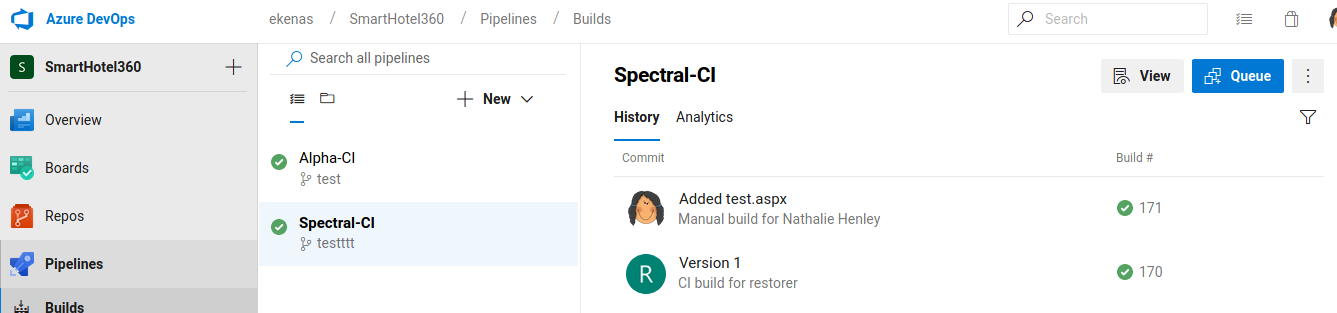 Azure DevOps
ekenas / SmartHotel360 / Pipelines / Builds
Search
S SmartHotel360
Overview
Boards
Repos
Pipelines
Builds
Search all pipelines
New
Alpha-CI
test
Spectral-CI
testttt
Spectral-CI
View
Queue
History Analytics
Commit Build #
Added test.aspx
Manual build for Nathalie Henley
171
R
Version 1
CI build for restorer
170